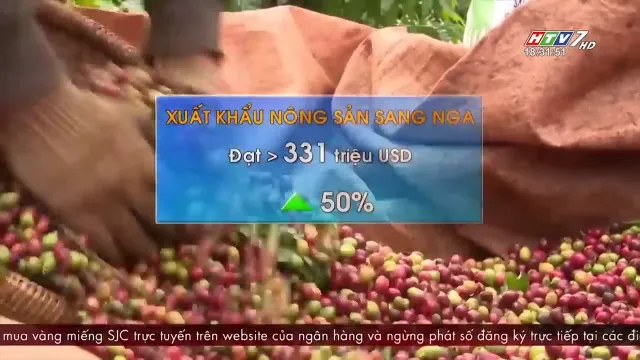 HTV7 HD
18:31:51
XUẤT KHẨU NÔNG SẢN SANG NGA
Đạt > 331 triệu USD
50%
mua vàng miếng SJC trực tuyến trên website của ngân hàng và ngừng phát số đăng ký trực tiếp tại các đị